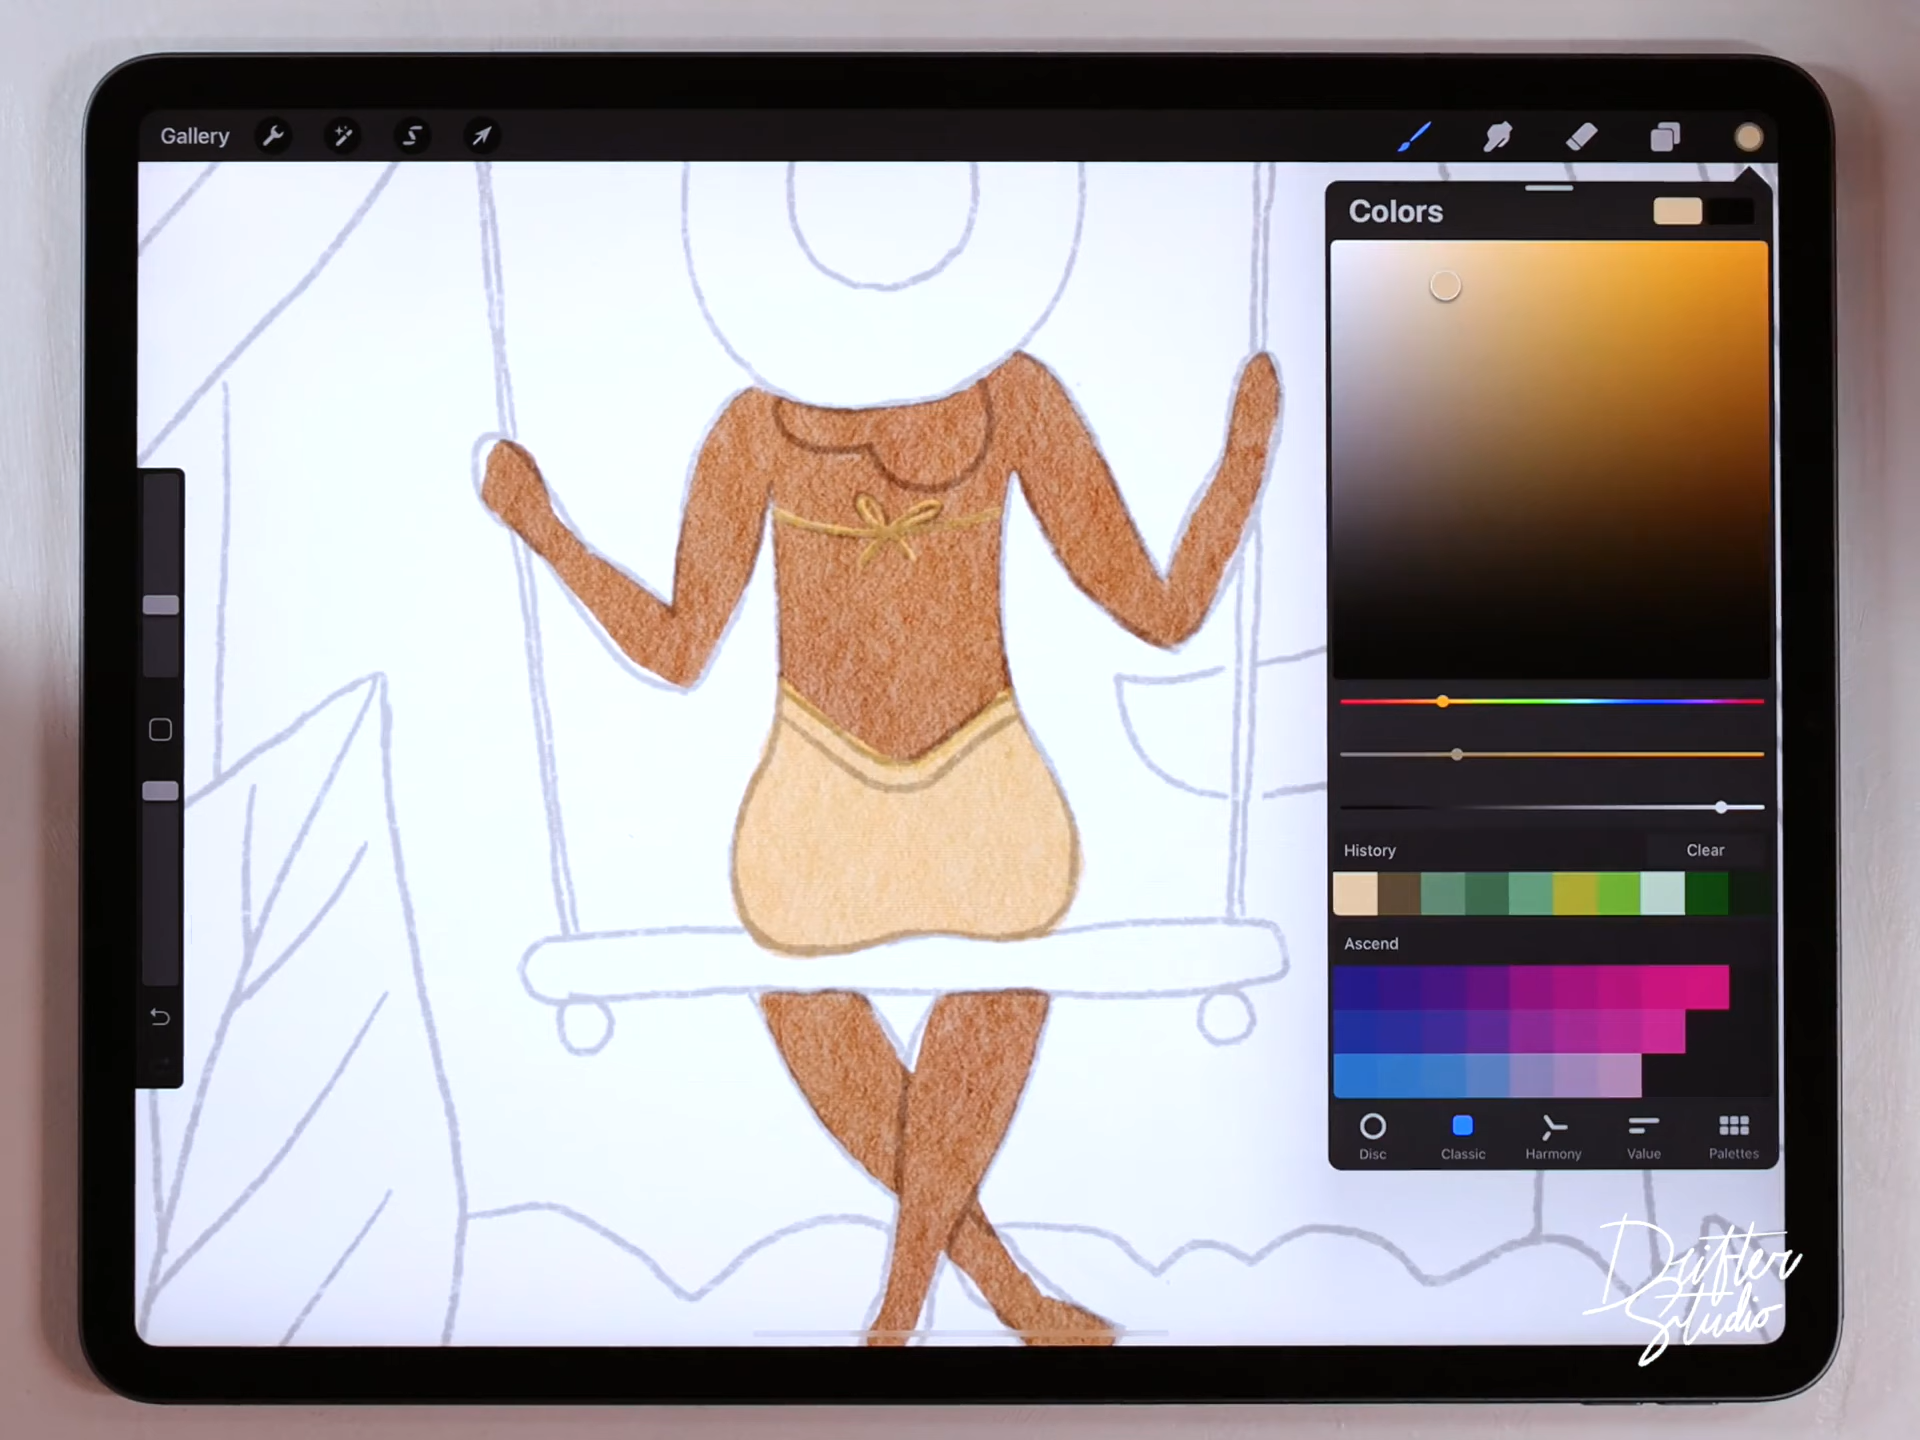 Gallery
Colors
History
Clear
Ascend
Disc
Classic
Harmony
Value
Palettes
Drifter
Studio